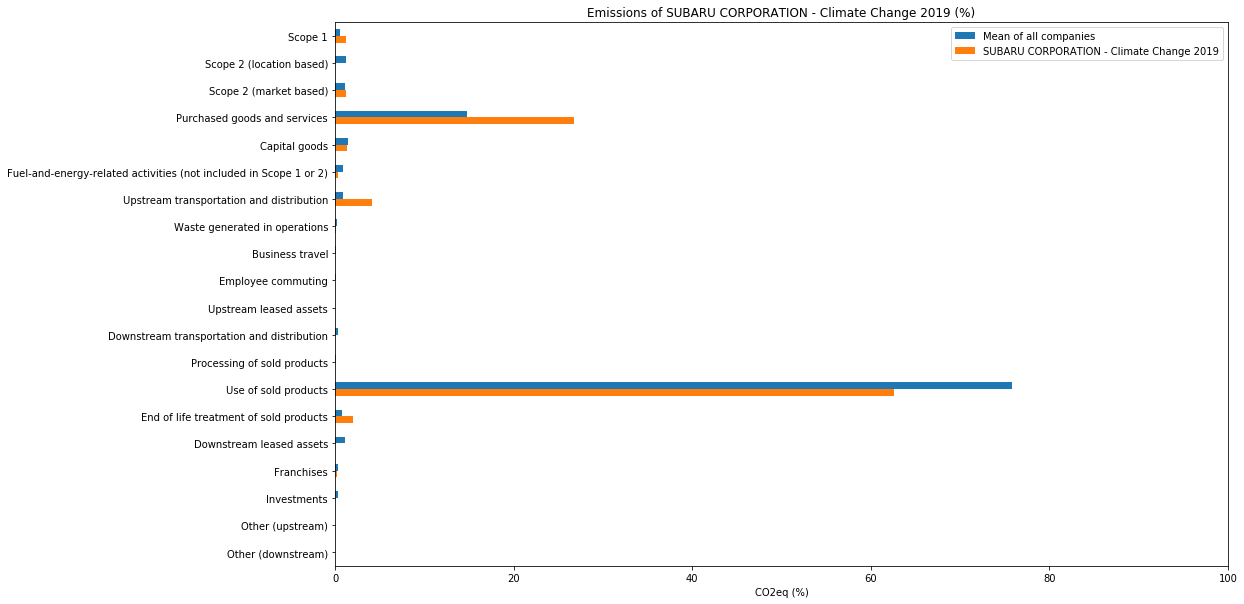 Emissions of SUBARU CORPORATION - Climate Change 2019 (%)
Mean of all companies
SUBARU CORPORATION - Climate Change 2019
Scope 1
Scope 2 (location based)
Scope 2 (market based)
Purchased goods and services
Capital goods
Fuel-and-energy-related activities (not included in Scope 1 or 2)
Upstream transportation and distribution
Waste generated in operations
Business travel
Employee commuting
Upstream leased assets
Downstream transportation and distribution
Processing of sold products
Use of sold products
End of life treatment of sold products
Downstream leased assets
Franchises
Investments
Other (upstream)
Other (downstream)
0 20 40 60 80 100
CO2eq (%)